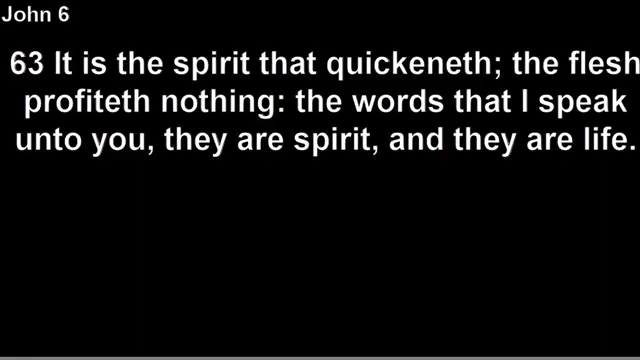 John 6
63 It is the spirit that quickeneth; the flesh
profiteth nothing: the words that I speak
unto you, they are spirit, and they are life.